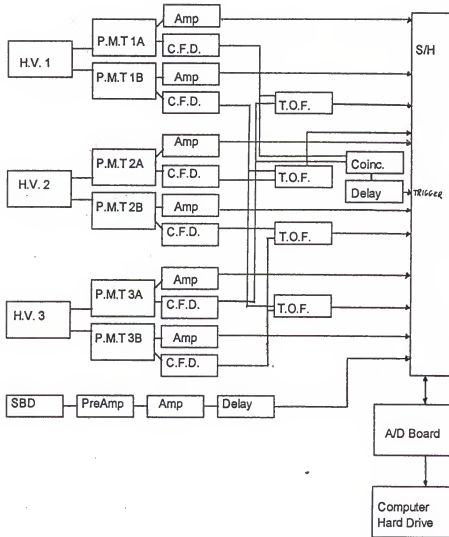 Amp
P.M.T 1A
C.F.D.
S/H
H.V. 1
P.M.T 1B
Amp
C.F.D.
T.O.F.
Amp
P.M.T 2A
C.F.D.
T.O.F.
Coinc.
H.V. 2
Delay
TRIGGER
P.M.T 2B
Amp
C.F.D.
T.O.F.
Amp
P.M.T 3A
C.F.D.
T.O.F.
H.V. 3
P.M.T 3B
Amp
C.F.D.
SBD
PreAmp
Amp
Delay
A/D Board
Computer
Hard Drive